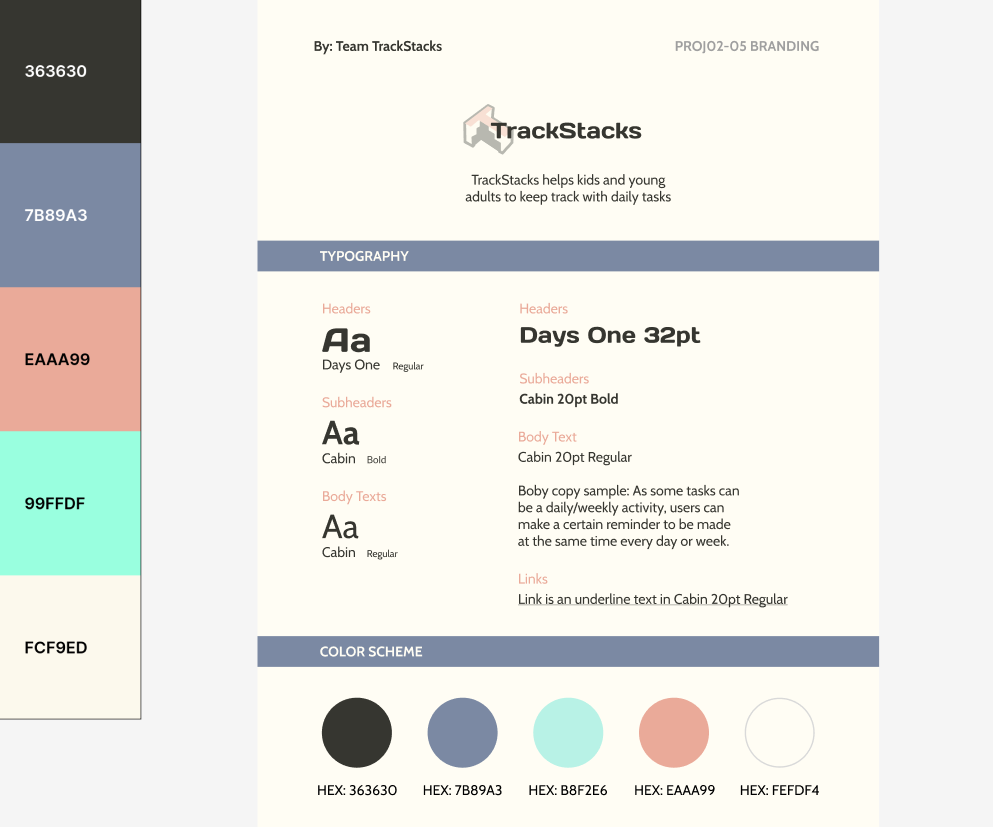 363630
7B89A3
EAAA99
99FFDF
FCF9ED
By: Team TrackStacks
PROJ02-05 BRANDING
TrackStacks
TrackStacks helps kids and young
adults to keep track with daily tasks
TYPOGRAPHY
Headers
Aa
Days One Regular
Subheaders
Aa
Cabin Bold
Body Texts
Aa
Cabin Regular
Headers
Days One 32pt
Subheaders
Cabin 20pt Bold
Body Text
Cabin 20pt Regular
Boby copy sample: As some tasks can
be a daily/weekly activity, users can
make a certain reminder to be made
at the same time every day or week.
Links
Link is an underline text in Cabin 20pt Regular
COLOR SCHEME
HEX: 363630
HEX: 7B89A3
HEX: B8F2E6
HEX: EAAA99
HEX: FEFDF4